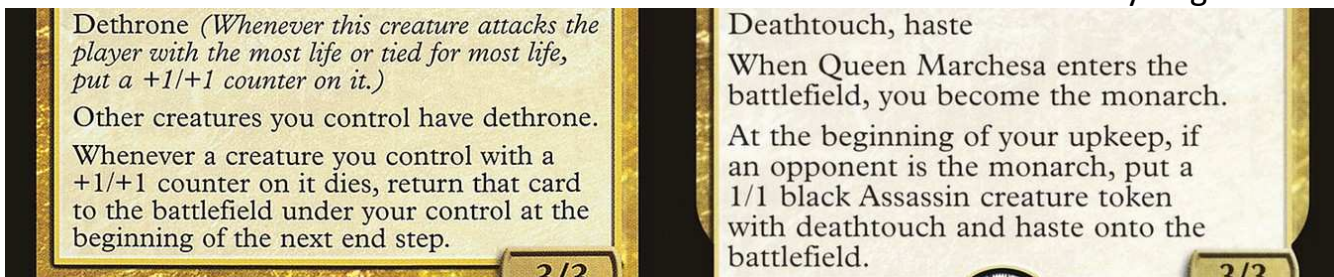 Dethrone (Whenever this creature attacks the
player with the most life or tied for most life,
put a +1/+1 counter on it.)
Other creatures you control have dethrone.
Whenever a creature you control with a
+1/+1 counter on it dies, return that card
to the battlefield under your control at the
beginning of the next end step.
Deathtouch, haste
When Queen Marchesa enters the
battlefield, you become the monarch.
At the beginning of your upkeep, if
an opponent is the monarch, put a
1/1 black Assassin creature token
with deathtouch and haste onto the
battlefield.